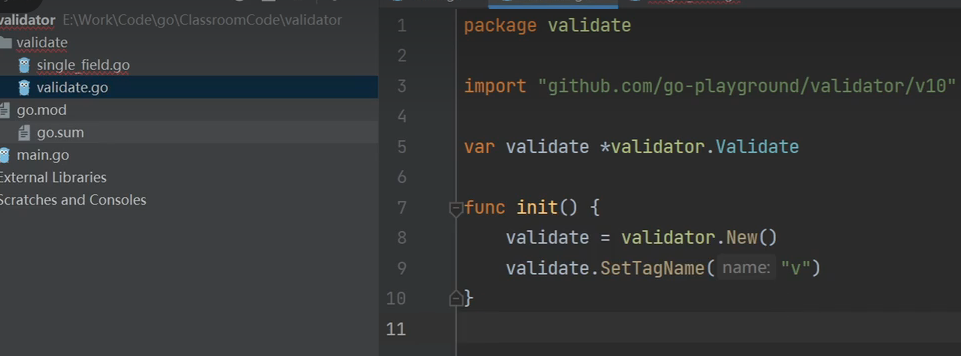 validator E:\Work\Code\go\ClassroomCode\validator
validate
single_field.go
validate.go
go.mod
go.sum
main.go
External Libraries
Scratches and Consoles
1 package validate
2
3 import "github.com/go-playground/validator/v10"
4
5 var validate *validator.Validate
6
7 func init() {
8 validate = validator.New()
9 validate.SetTagName( name: "v")
10 }
11